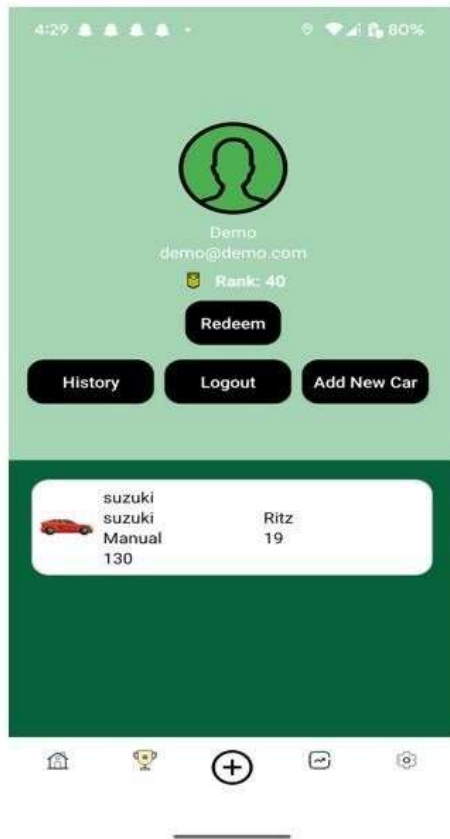 4:29 80%
Demo
demo@demo.com
Rank: 40
Redeem
History Logout Add New Car
suzuki
suzuki Ritz
Manual 19
130